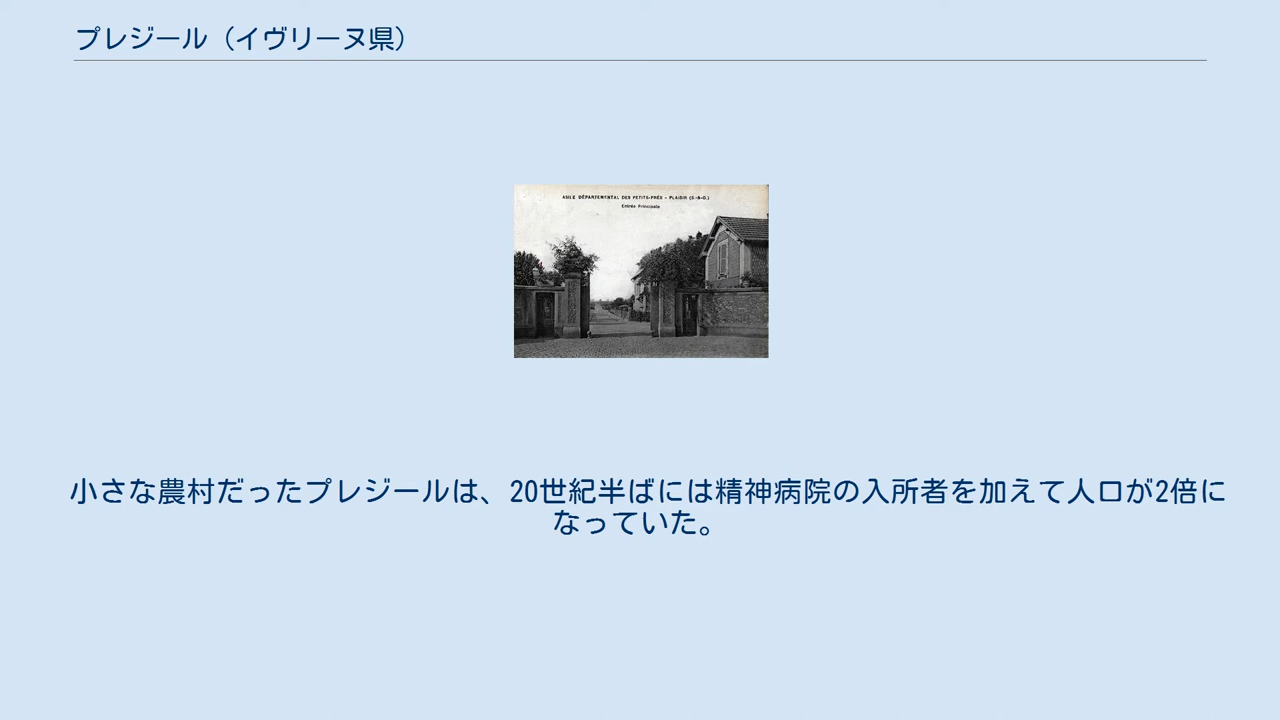 プレジール（イヴリーヌ県）
ASILE DÉPARTEMENTAL DES PETITS-PRÉS - PLAISIR (S.-&-O.)
Entrée Principale
小さな農村だったプレジールは、20世紀半ばには精神病院の入所者を加えて人口が2倍に
なっていた。